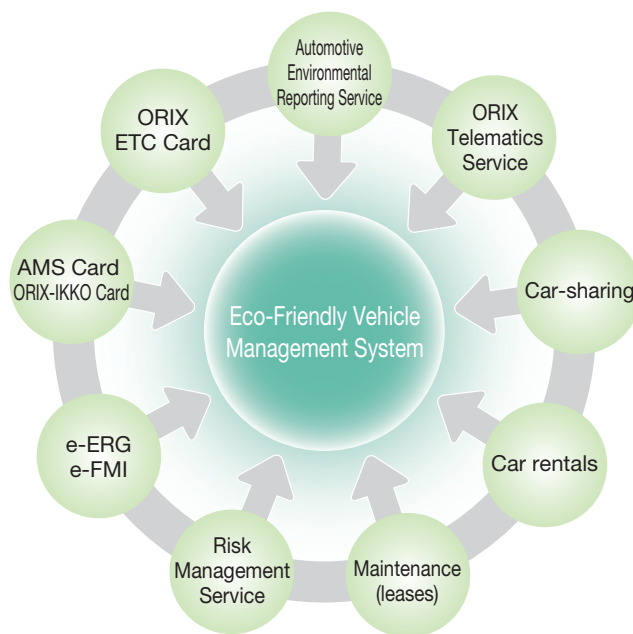 Automotive
Environmental
Reporting Service
ORIX
Telematics
Service
Car-sharing
Car rentals
Maintenance
(leases)
Risk
Management
Service
e-ERG
e-FMI
AMS Card
ORIX-IKKO Card
ORIX
ETC Card
Eco-Friendly Vehicle
Management System